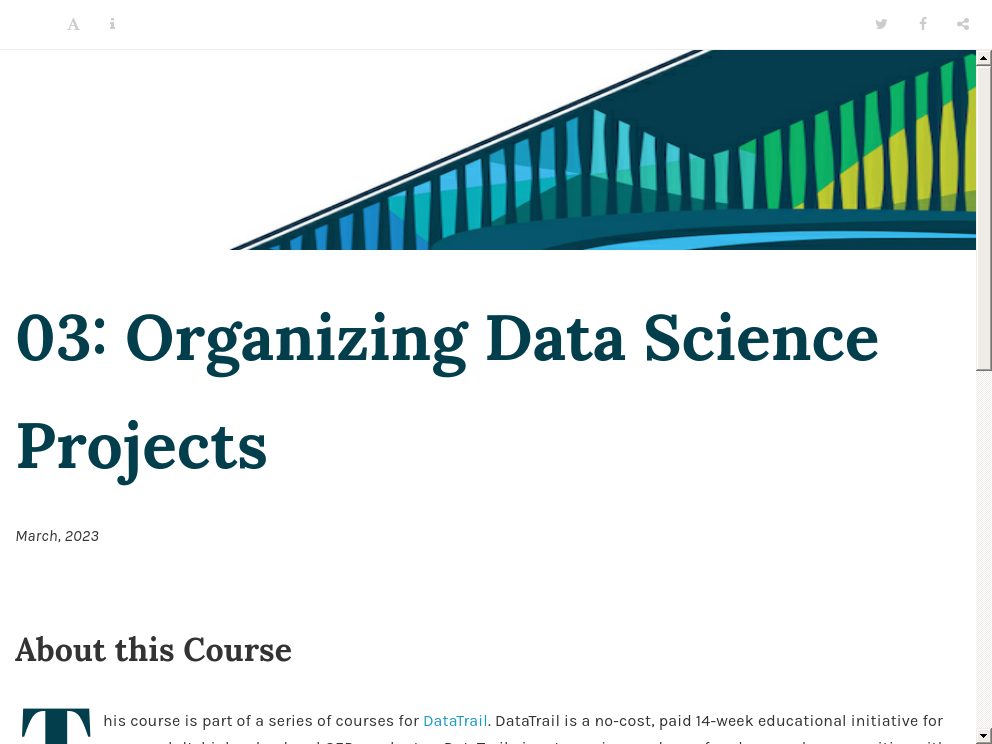 03: Organizing Data Science
Projects
March, 2023
About this Course
This course is part of a series of courses for DataTrail. DataTrail is a no-cost, paid 14-week educational initiative for